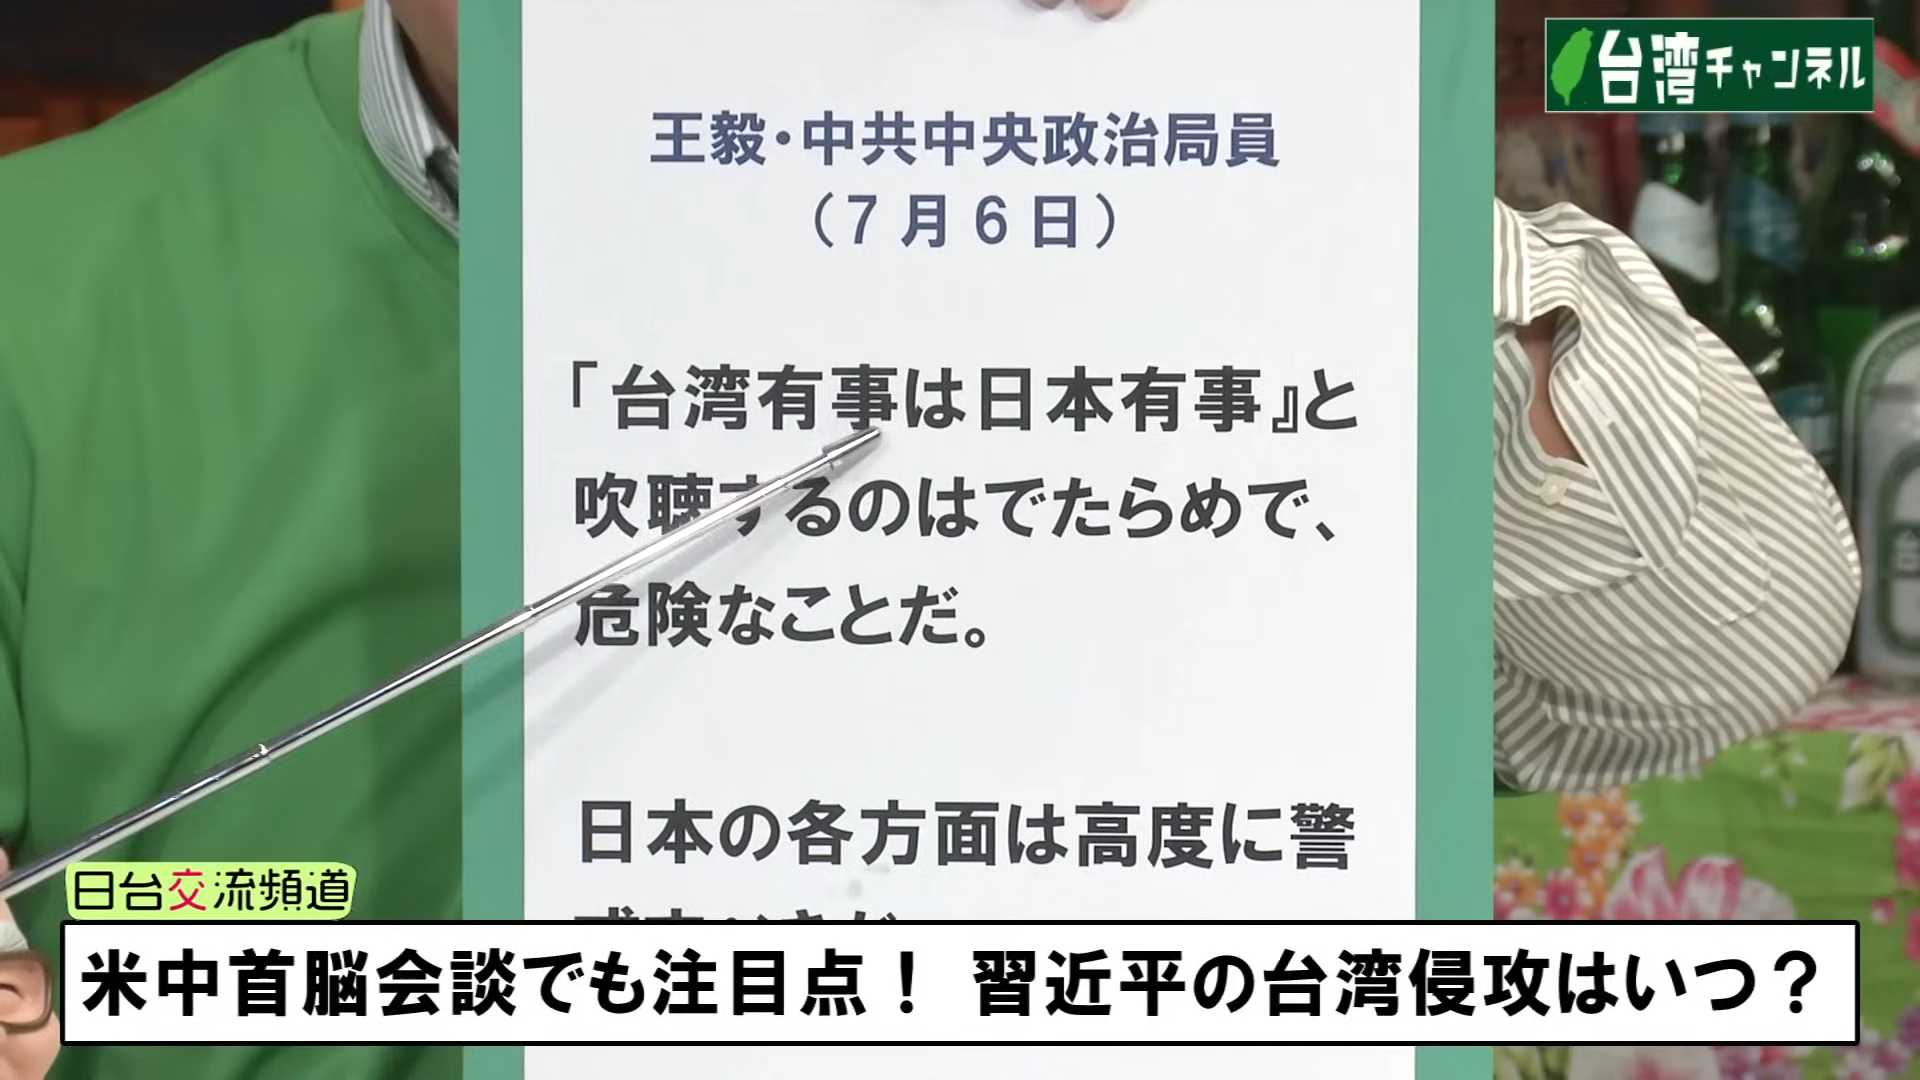 台湾チャンネル
王毅・中共中央政治局員
（７月６日）
「台湾有事は日本有事』と
吹聴するのはでたらめで、
危険なことだ。
日本の各方面は高度に警
日台交流頻道
米中首脳会談でも注目点！ 習近平の台湾侵攻はいつ？